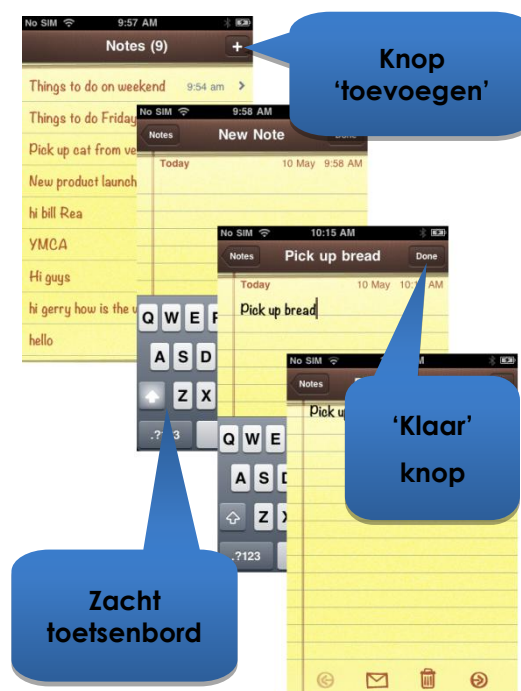 No SIM 9:57 AM
Notes (9) +
Things to do on weekend 9:54 am >
Things to do Friday
Pick up cat from
New product launch
hi bill Rea
YMCA
Hi guys
hi gerry how is the
hello
Knop
‘toevoegen’
No SIM 9:58 AM
Notes New Note
Today 10 May 9:58 AM
Q W E
A S D
Z X
No SIM 10:15 AM
Notes Pick up bread Done
Today 10 May
Pick up bread
Q W E
A S
Z
.?123
No SIM
Notes
Pick
‘Klaar’
knop
Zacht
toetsenbord